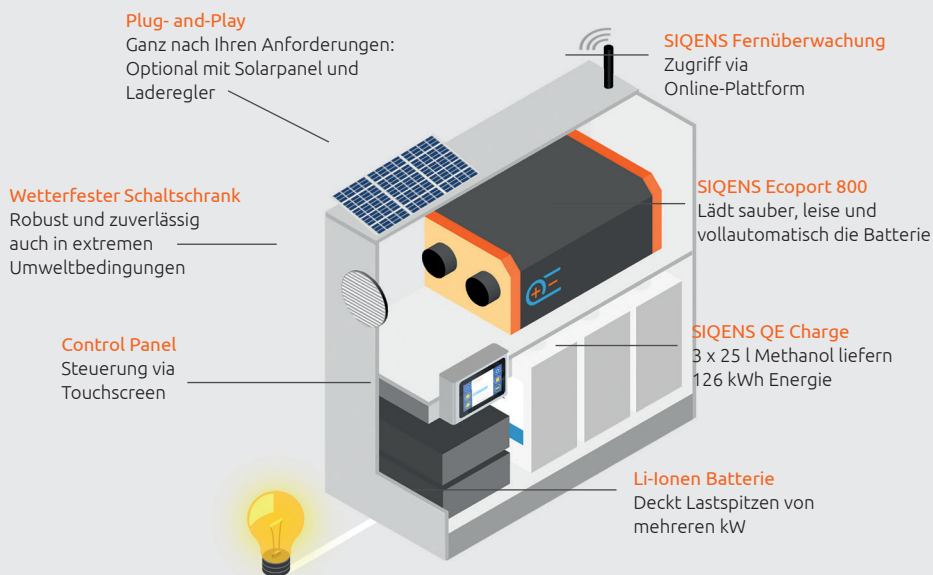 Plug- and-Play
Ganz nach Ihren Anforderungen:
Optional mit Solarpanel und
Laderegler
SIQENS Fernüberwachung
Zugriff via
Online-Plattform
Wetterfester Schaltschrank
Robust und zuverlässig
auch in extremen
Umweltbedingungen
SIQENS Ecoport 800
Lädt sauber, leise und
vollautomatisch die Batterie
Control Panel
Steuerung via
Touchscreen
SIQENS QE Charge
3 x 25 l Methanol liefern
126 kWh Energie
Li-Ionen Batterie
Deckt Lastspitzen von
mehreren kW